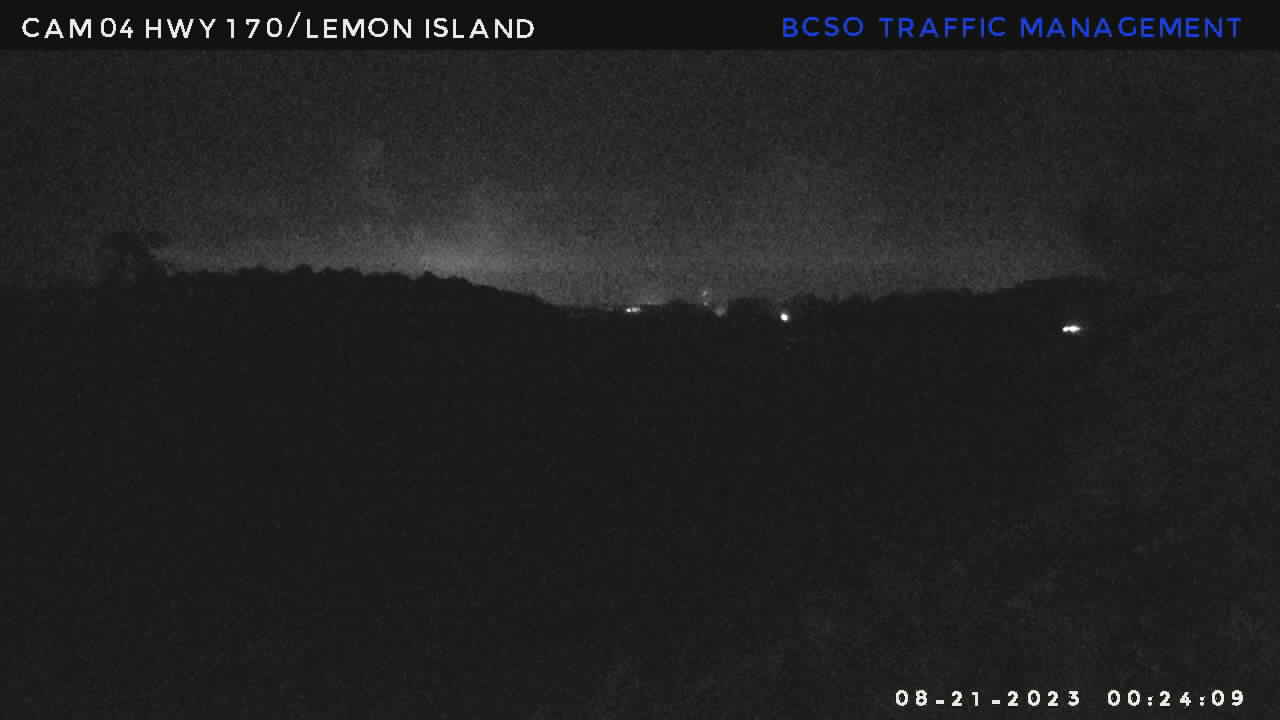 CAM04 HWY 170/LEMON ISLAND
BCSO TRAFFIC MANAGEMENT
08-21-2023 00:24:09